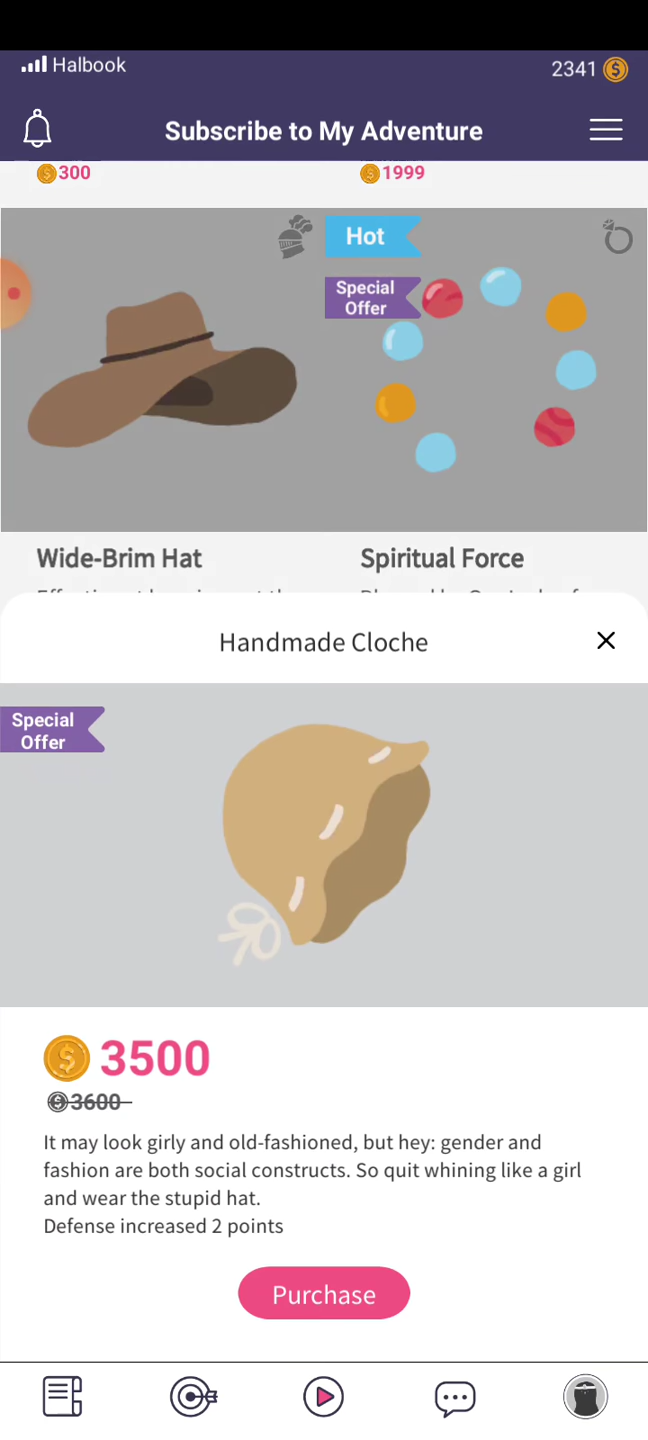 Halbook
2341
Subscribe to My Adventure
300
1999
Hot
Special
Offer
Wide-Brim Hat
Spiritual Force
Handmade Cloche
Special
Offer
3500
3600
It may look girly and old-fashioned, but hey: gender and
fashion are both social constructs. So quit whining like a girl
and wear the stupid hat.
Defense increased 2 points
Purchase